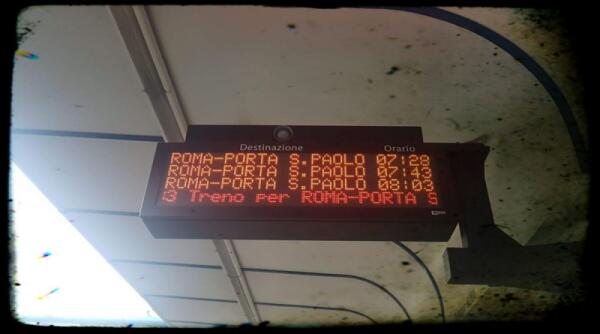 Destinazione Orario
ROMA-PORTA S.PAOLO 07:29
ROMA-PORTA S.PAOLO 07:43
ROMA-PORTA S.PAOLO 08:03
3 Treno per ROMA-PORTA S